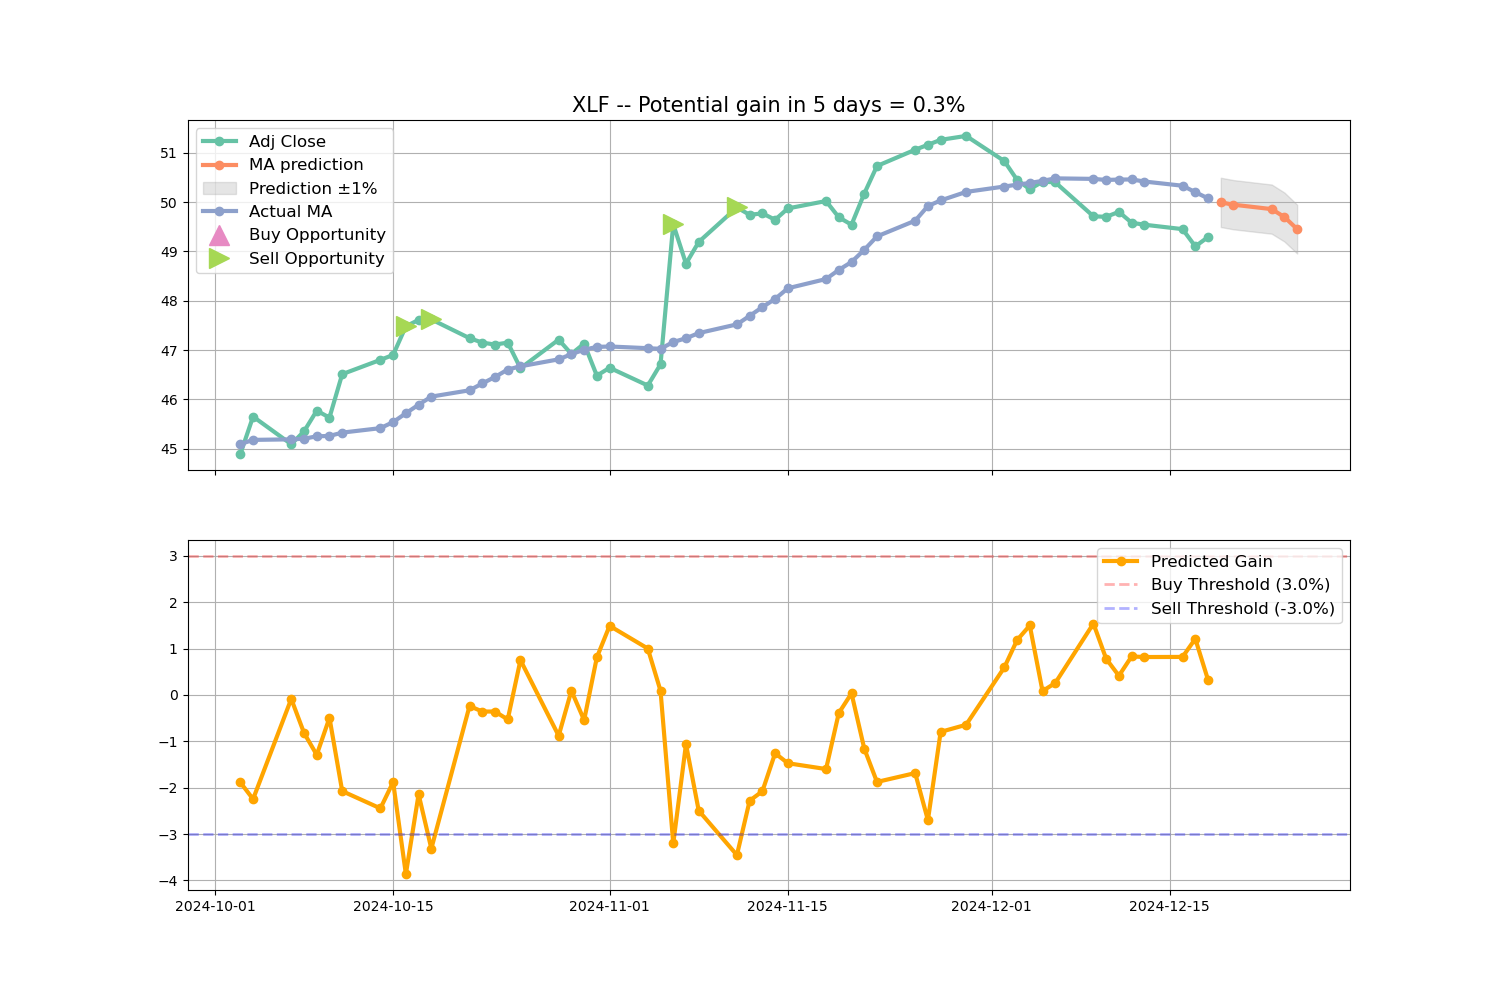 XLF -- Potential gain in 5 days = 0.3%
Adj Close
MA prediction
Prediction ±1%
Actual MA
Buy Opportunity
Sell Opportunity
51
50
49
48
47
46
45
Predicted Gain
Buy Threshold (3.0%)
Sell Threshold (-3.0%)
3
2
1
0
−1
−2
−3
−4
2024-10-01
2024-10-15
2024-11-01
2024-11-15
2024-12-01
2024-12-15